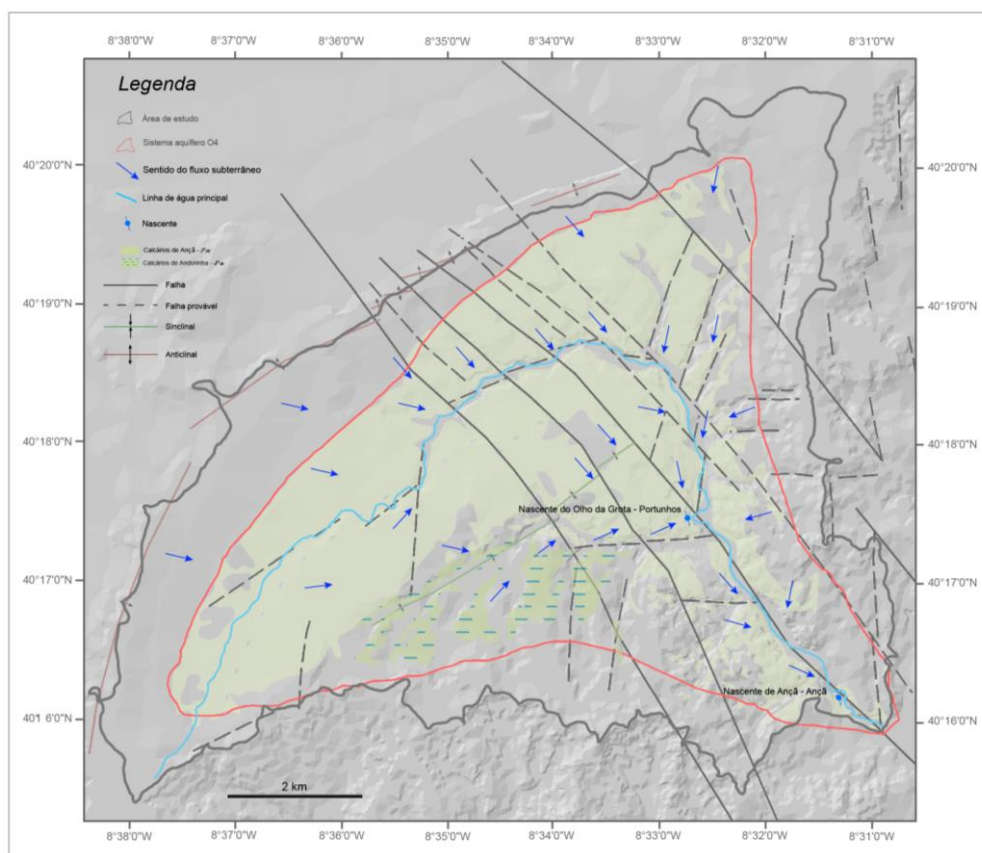 8°38'0"W 8°37'0"W 8°36'0"W 8°35'0"W 8°34'0"W 8°33'0"W 8°32'0"W 8°31'0"W
Legenda
Área de estudo
Sistema aquífero O4
Sentido do fluxo subterrâneo
Linha de água principal
Nascente
Calcários de Ançã -
Calcários de Andorinha -
Falha
Falha provável
Sinclinal
Anticlinal
40°20'0"N 40°20'0"N
40°19'0"N 40°19'0"N
40°18'0"N 40°18'0"N
Nascente do Olho da Grota - Portunhos
40°17'0"N 40°17'0"N
Nascente de Ançã - Ançã
401 6'0"N 40°16'0"N
2 km
8°38'0"W 8°37'0"W 8°36'0"W 8°35'0"W 8°34'0"W 8°33'0"W 8°32'0"W 8°31'0"W